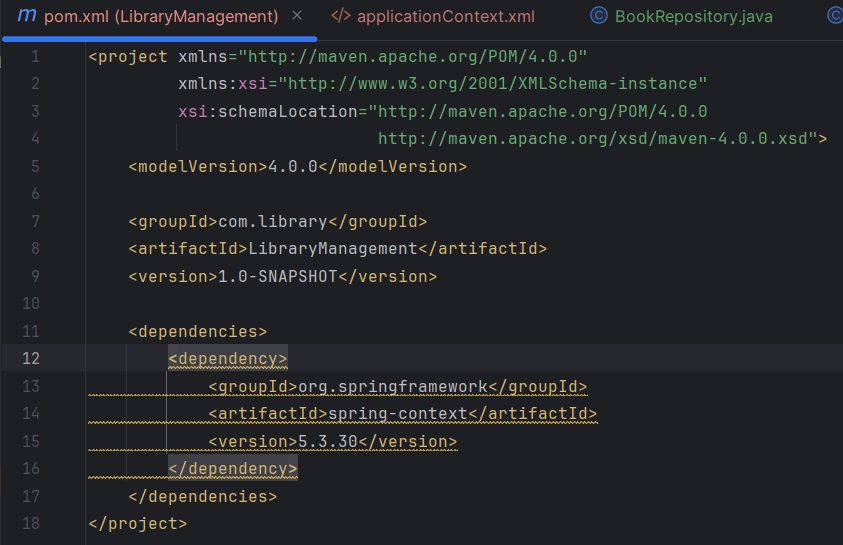 m pom.xml (LibraryManagement) × </> applicationContext.xml © BookRepository.java ©
1 <project xmlns="http://maven.apache.org/POM/4.0.0"
2 xmlns:xsi="http://www.w3.org/2001/XMLSchema-instance"
3 xsi:schemaLocation="http://maven.apache.org/POM/4.0.0
4 http://maven.apache.org/xsd/maven-4.0.0.xsd">
5 <modelVersion>4.0.0</modelVersion>
6
7 <groupId>com.library</groupId>
8 <artifactId>LibraryManagement</artifactId>
9 <version>1.0-SNAPSHOT</version>
10
11 <dependencies>
12 <dependency>
13 <groupId>org.springframework</groupId>
14 <artifactId>spring-context</artifactId>
15 <version>5.3.30</version>
16 </dependency>
17 </dependencies>
18 </project>